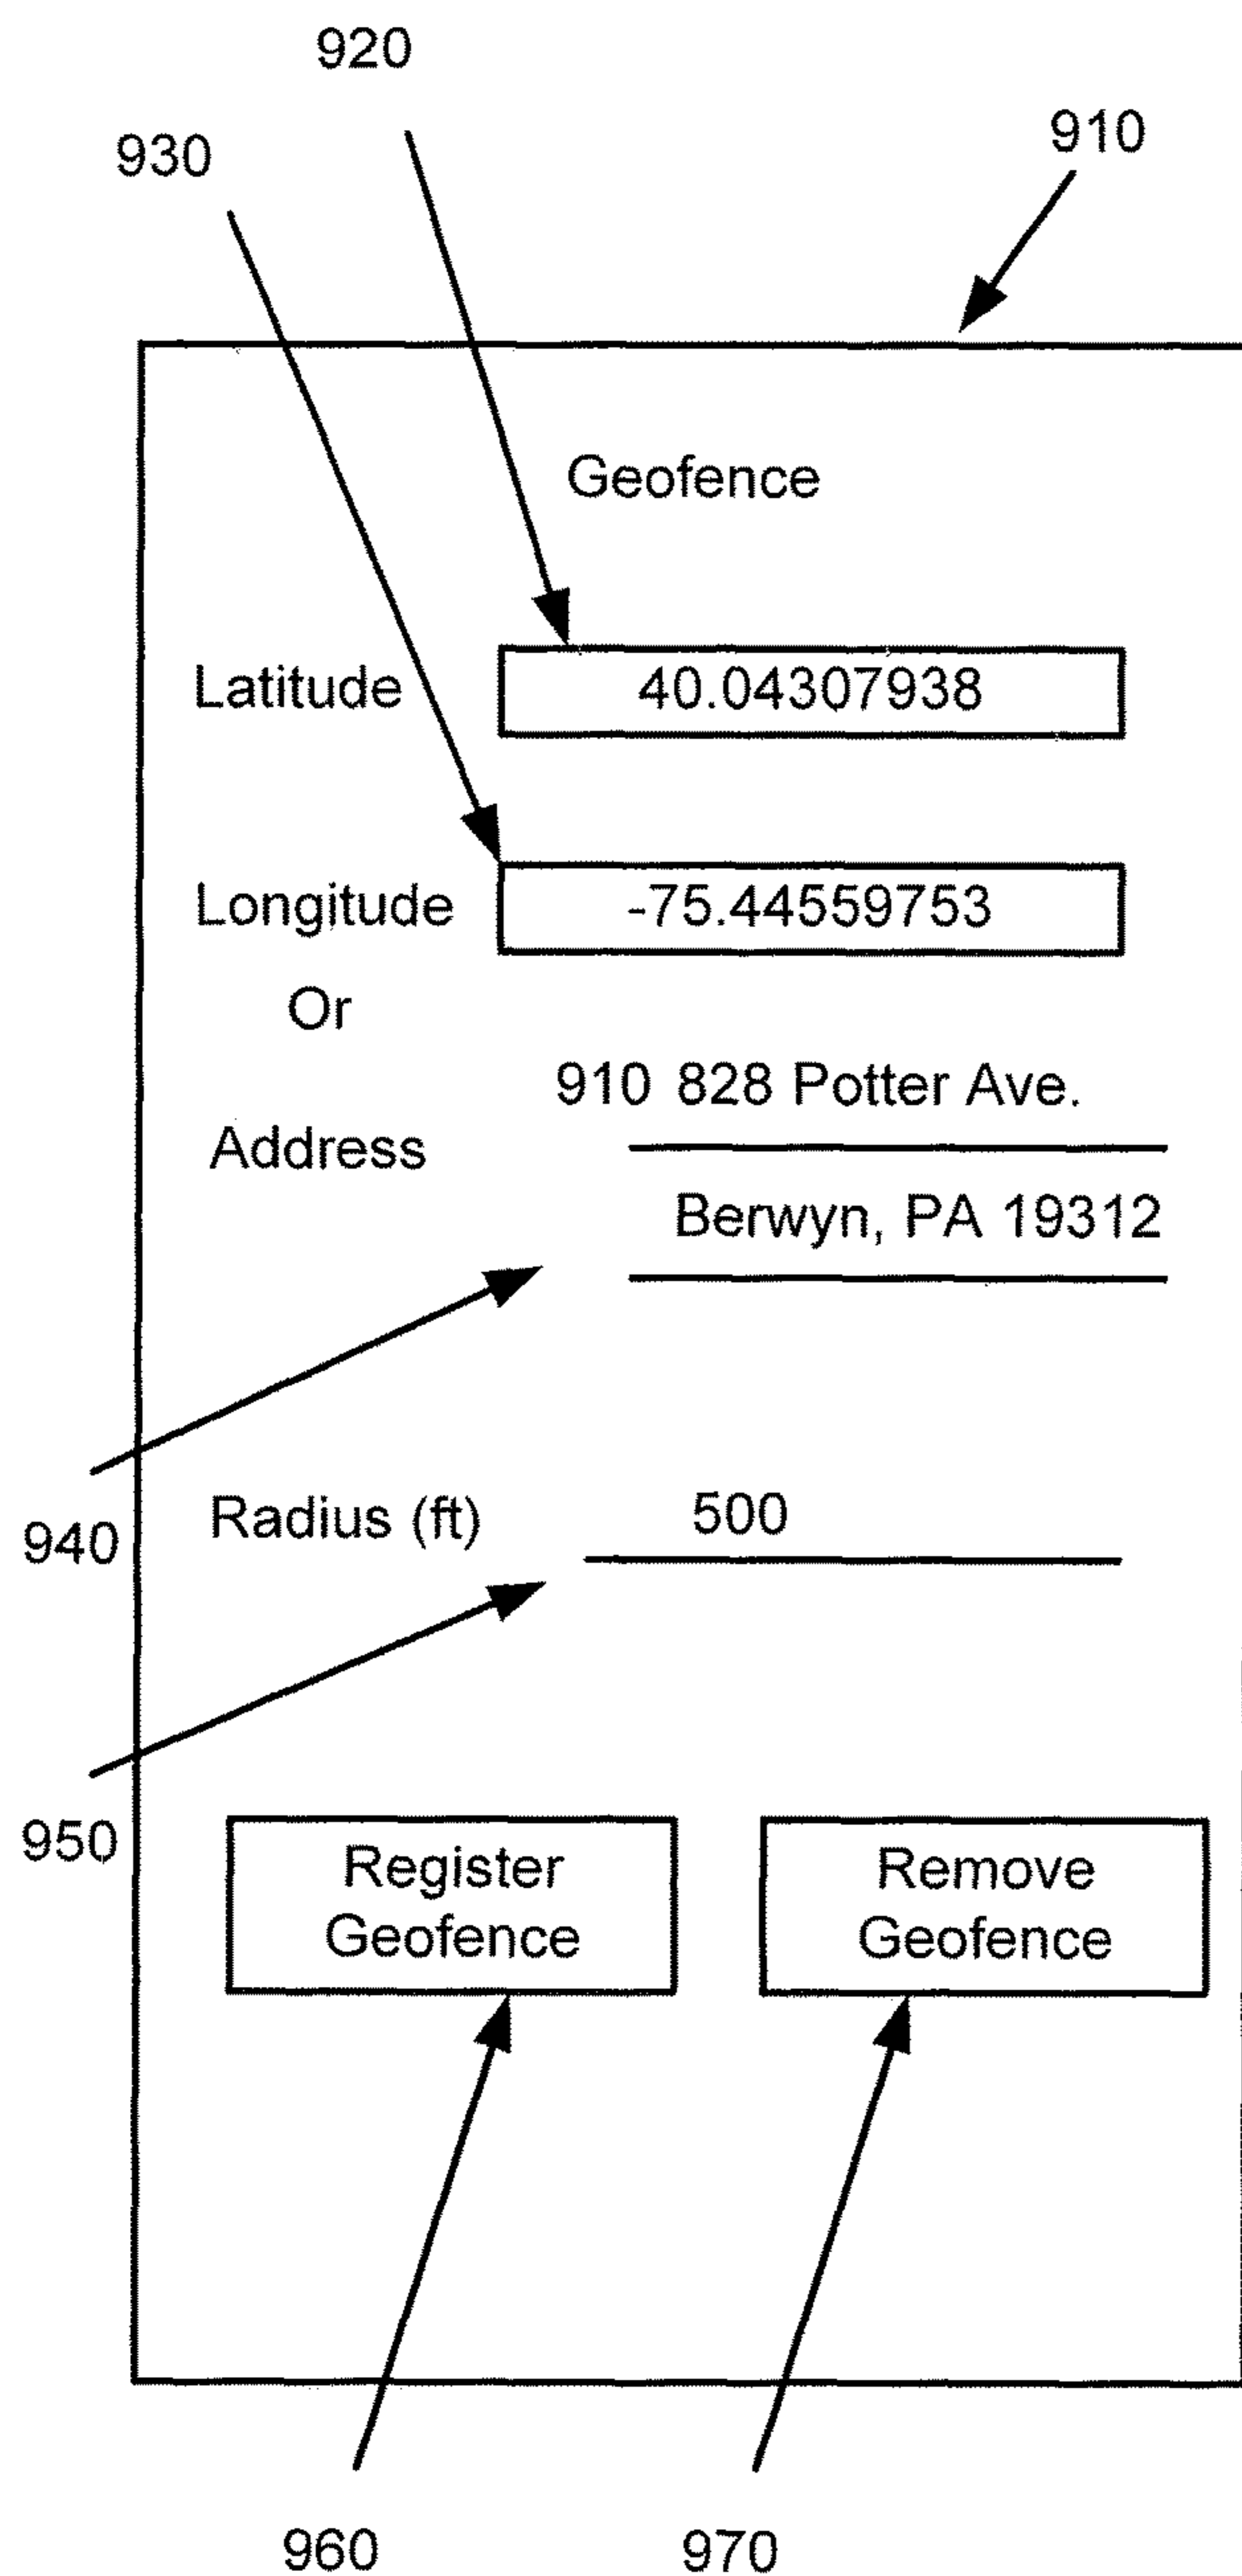 920
930
910
Geofence
Latitude 40.04307938
Longitude -75.44559753
Or
910 828 Potter Ave.
Address
Berwyn, PA 19312
940
Radius (ft) 500
950
Register Geofence
Remove Geofence
960
970